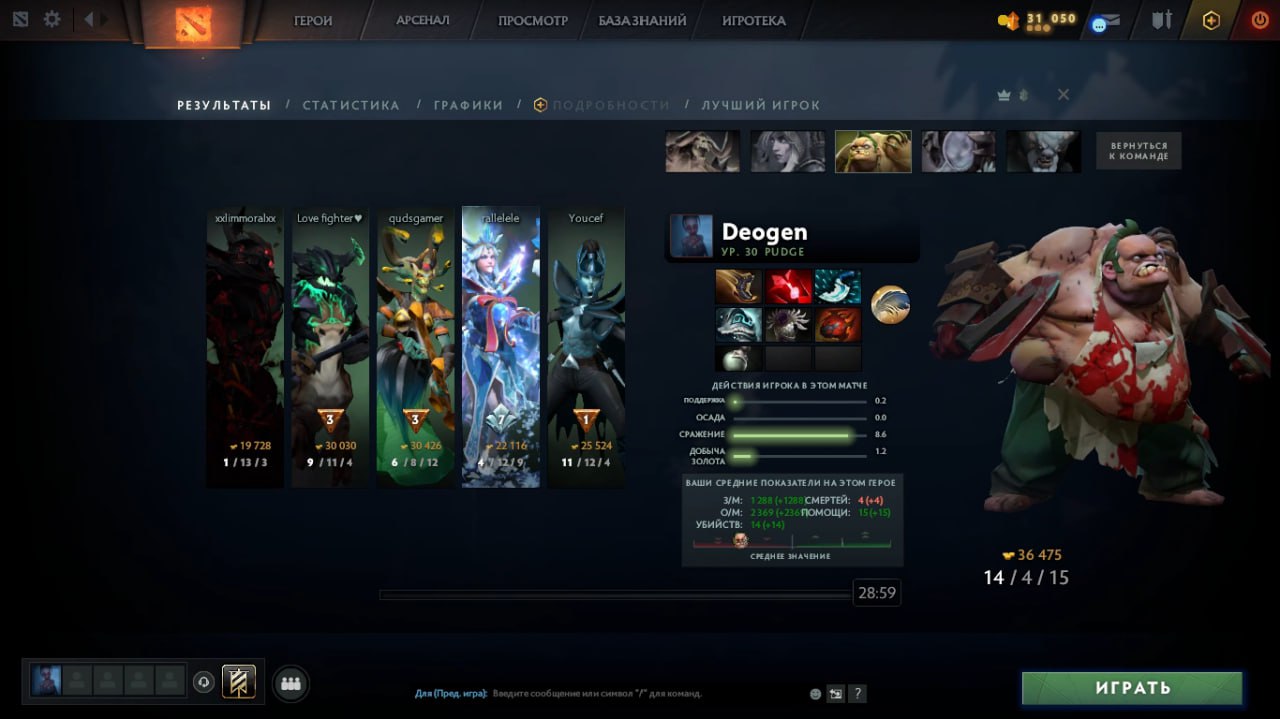 ГЕРОИ
АРСЕНАЛ
ПРОСМОТР
БАЗА ЗНАНИЙ
ИГРОТЕКА
31 050
РЕЗУЛЬТАТЫ / СТАТИСТИКА / ГРАФИКИ / ПОДРОБНОСТИ / ЛУЧШИЙ ИГРОК
ВЕРНУТЬСЯ
К КОМАНДЕ
xxlimmoralxx
Love fighter♥
qudsgamer
rallelele
Youcef
3
3
7
1
19 728
30 030
30 426
22 116
25 524
1 / 13 / 3
9 / 11 / 4
6 / 8 / 12
4 / 12 / 9
11 / 12 / 4
Deogen
УР. 30 PUDGE
ДЕЙСТВИЯ ИГРОКА В ЭТОМ МАТЧЕ
ПОДДЕРЖКА 0.2
ОСАДА 0.0
СРАЖЕНИЕ 8.6
ДОБЫЧА
ЗОЛОТА 1.2
ВАШИ СРЕДНИЕ ПОКАЗАТЕЛИ НА ЭТОМ ГЕРОЕ
З/М: 1 288 (+1288 СМЕРТЕЙ: 4 (+4)
О/М: 2 369 (+236 ПОМОЩИ: 15 (+15)
УБИЙСТВ: 14 (+14)
СРЕДНЕЕ ЗНАЧЕНИЕ
36 475
14 / 4 / 15
28:59
Для (Пред. игра): Введите сообщение или символ "/" для команд.
?
ИГРАТЬ